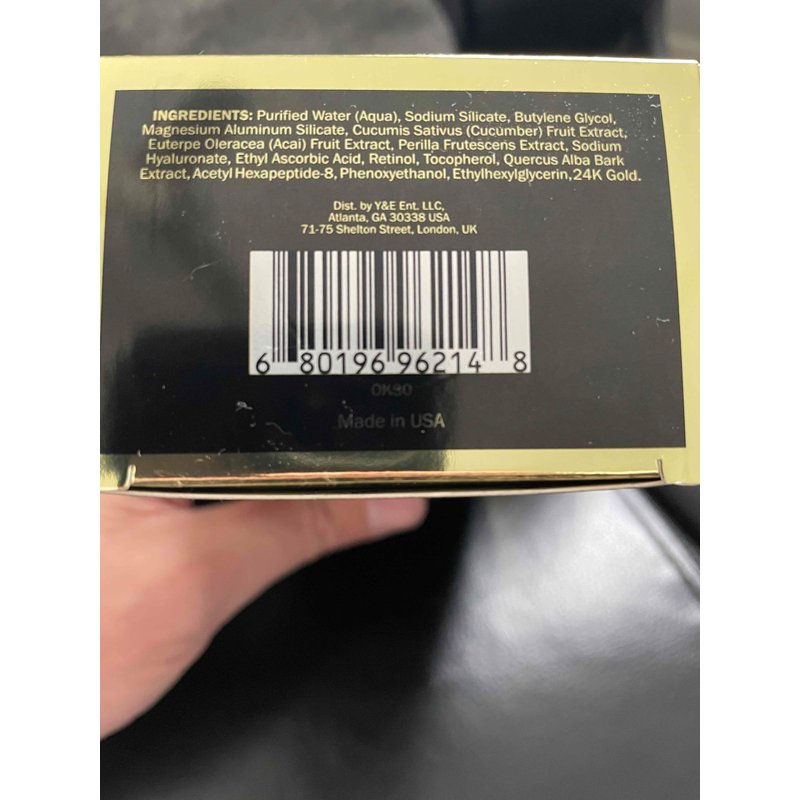 INGREDIENTS: Purified Water (Aqua), Sodium Silicate, Butylene Glycol,
Magnesium Aluminum Silicate, Cucumis Sativus (Cucumber) Fruit Extract,
Euterpe Oleracea (Acai) Fruit Extract, Perilla Frutescens Extract, Sodium
Hyaluronate, Ethyl Ascorbic Acid, Retinol, Tocopherol, Quercus Alba Bark
Extract, Acetyl Hexapeptide-8, Phenoxyethanol, Ethylhexylglycerin, 24K Gold.
Dist. by Y&E Ent. LLC,
Atlanta, GA 30338 USA
71-75 Shelton Street, London, UK
6 80196 96214 8
OK30
Made in USA